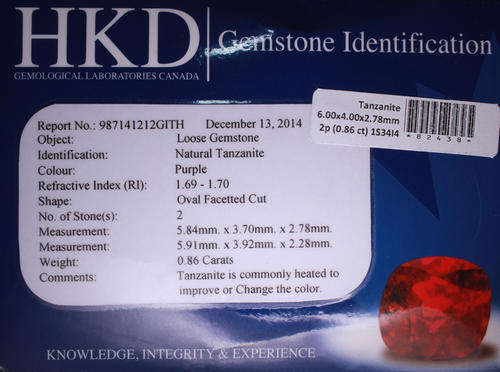 HKD
GEMOLOGICAL LABORATORIES CANADA
Gemstone Identification
Tanzanite
6.00x4.00x2.78mm
2p (0.86 ct) 1534I4
*82438*
Report No.: 987141212GITH December 13, 2014
Object: Loose Gemstone
Identification: Natural Tanzanite
Colour: Purple
Refractive Index (RI): 1.69 - 1.70
Shape: Oval Facetted Cut
No. of Stone(s): 2
Measurement: 5.84mm. x 3.70mm. x 2.78mm.
Measurement: 5.91mm. x 3.92mm. x 2.28mm.
Weight: 0.86 Carats
Comments: Tanzanite is commonly heated to
improve or Change the color.
KNOWLEDGE, INTEGRITY & EXPERIENCE